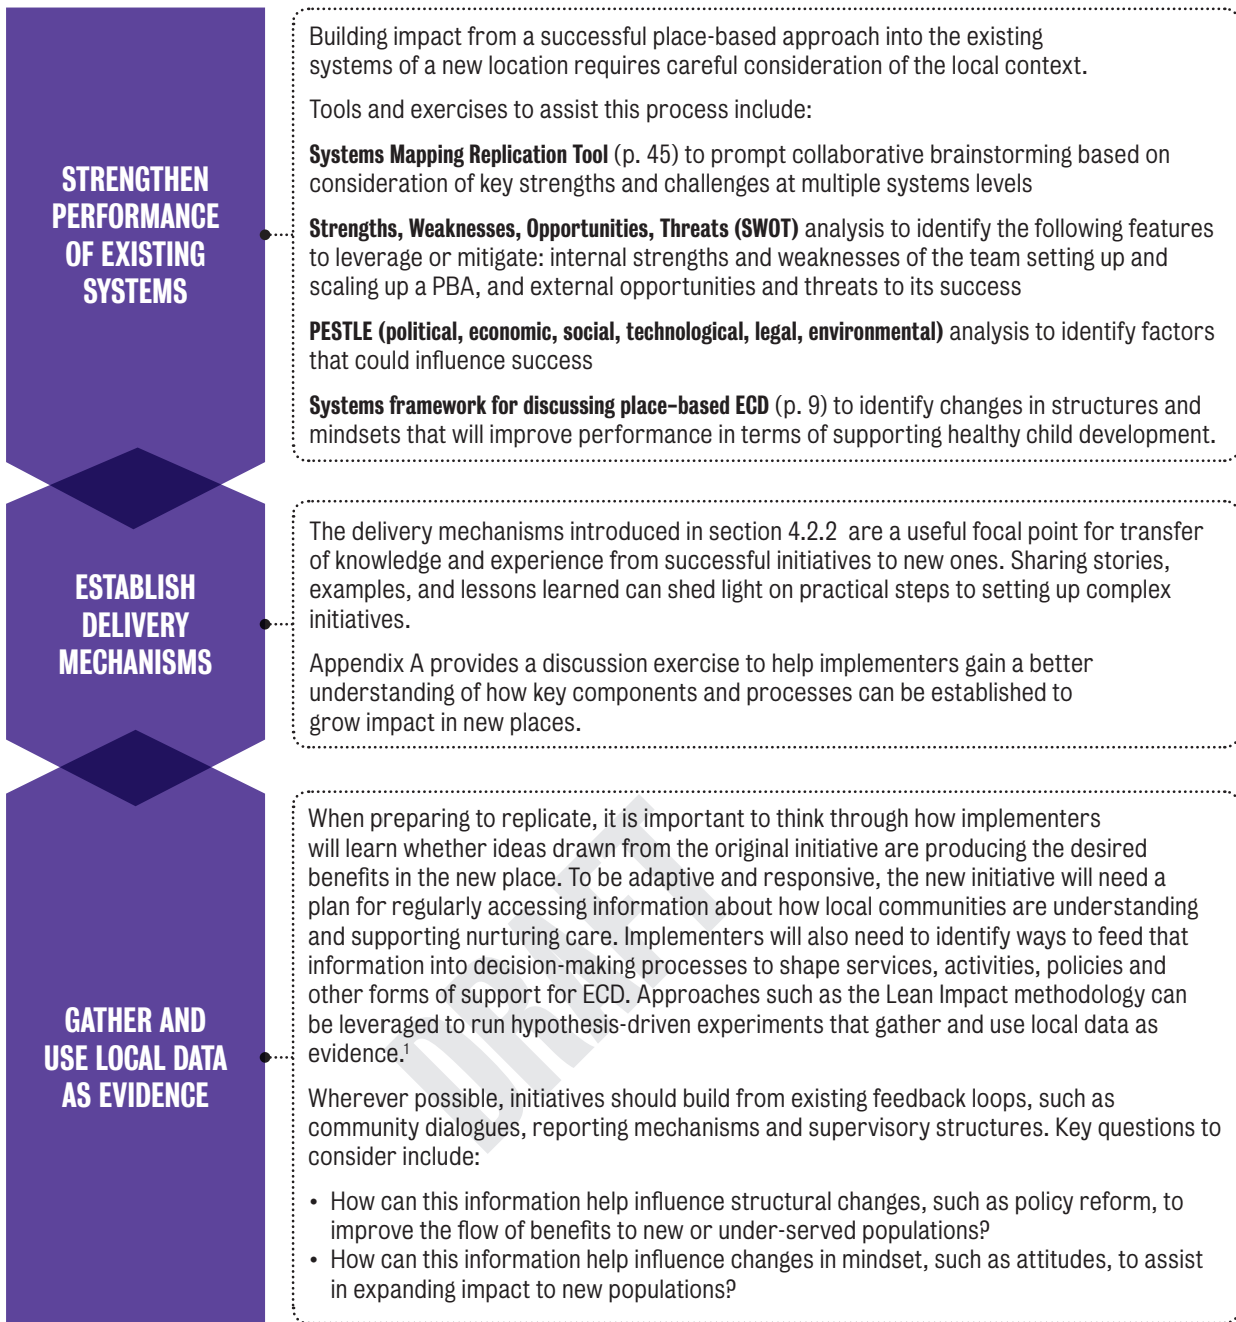 STRENGTHEN
PERFORMANCE
OF EXISTING
SYSTEMS
Building impact from a successful place-based approach into the existing
systems of a new location requires careful consideration of the local context.
Tools and exercises to assist this process include:
Systems Mapping Replication Tool (p. 45) to prompt collaborative brainstorming based on
consideration of key strengths and challenges at multiple systems levels
Strengths, Weaknesses, Opportunities, Threats (SWOT) analysis to identify the following features
to leverage or mitigate: internal strengths and weaknesses of the team setting up and
scaling up a PBA, and external opportunities and threats to its success
PESTLE (political, economic, social, technological, legal, environmental) analysis to identify factors
that could influence success
Systems framework for discussing place-based ECD (p. 9) to identify changes in structures and
mindsets that will improve performance in terms of supporting healthy child development.
ESTABLISH
DELIVERY
MECHANISMS
The delivery mechanisms introduced in section 4.2.2 are a useful focal point for transfer
of knowledge and experience from successful initiatives to new ones. Sharing stories,
examples, and lessons learned can shed light on practical steps to setting up complex
initiatives.
Appendix A provides a discussion exercise to help implementers gain a better
understanding of how key components and processes can be established to
grow impact in new places.
GATHER AND
USE LOCAL DATA
AS EVIDENCE
When preparing to replicate, it is important to think through how implementers
will learn whether ideas drawn from the original initiative are producing the desired
benefits in the new place. To be adaptive and responsive, the new initiative will need a
plan for regularly accessing information about how local communities are understanding
and supporting nurturing care. Implementers will also need to identify ways to feed that
information into decision-making processes to shape services, activities, policies and
other forms of support for ECD. Approaches such as the Lean Impact methodology can
be leveraged to run hypothesis-driven experiments that gather and use local data as
evidence.¹
Wherever possible, initiatives should build from existing feedback loops, such as
community dialogues, reporting mechanisms and supervisory structures. Key questions to
consider include:
• How can this information help influence structural changes, such as policy reform, to
improve the flow of benefits to new or under-served populations?
• How can this information help influence changes in mindset, such as attitudes, to assist
in expanding impact to new populations?
DRAFT